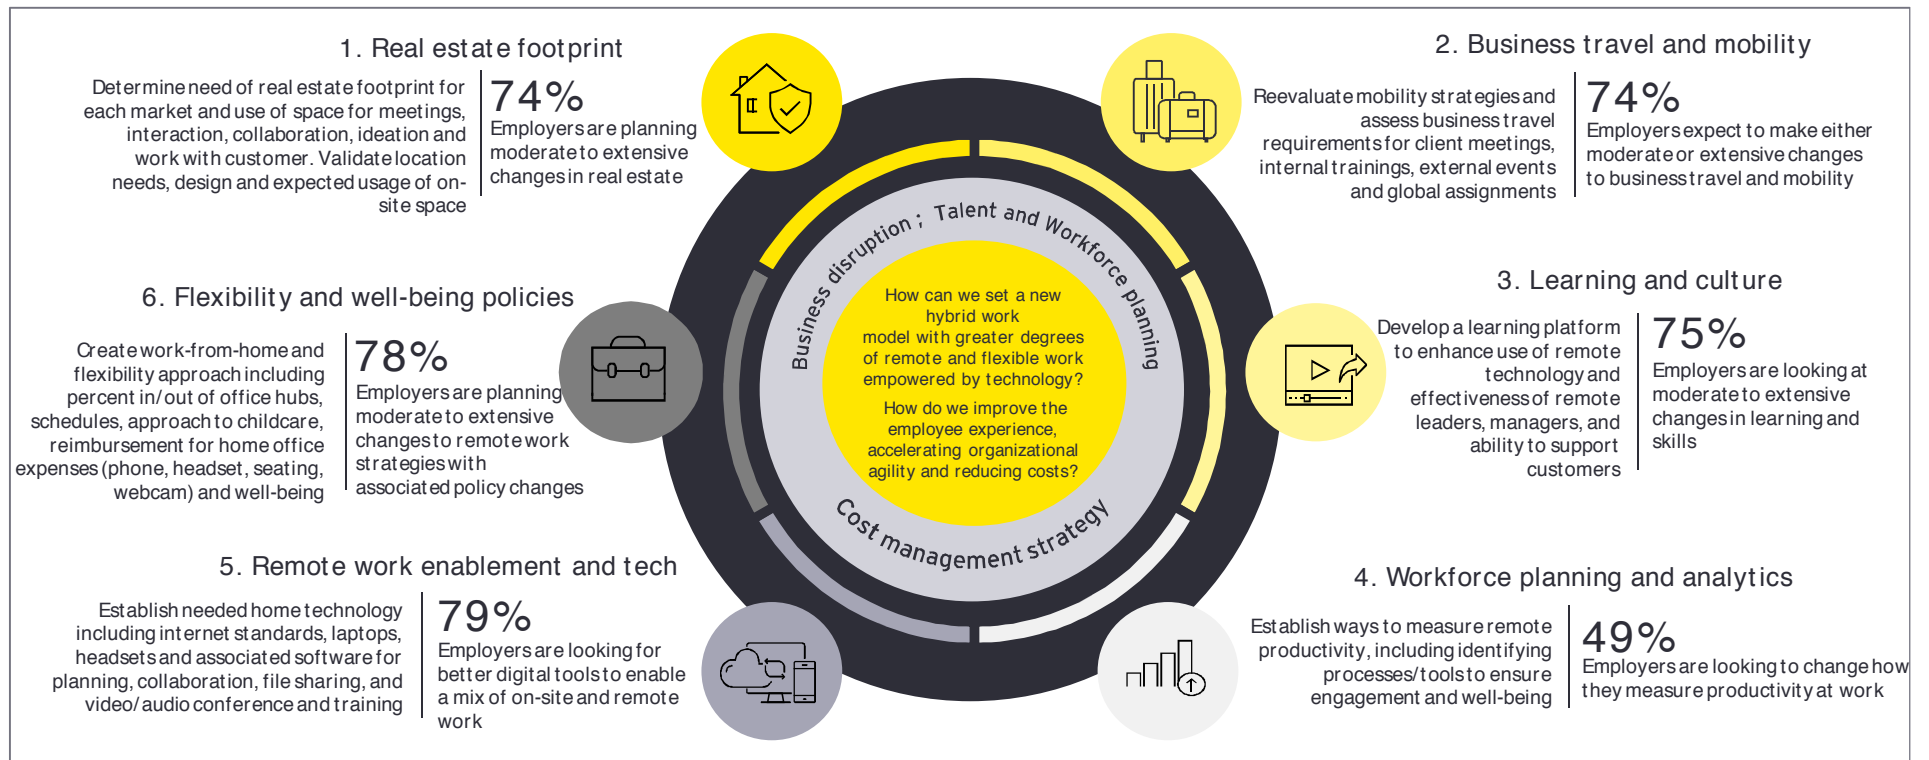 1. Real estate footprint
Determine need of real estate footprint for
each market and use of space for meetings,
interaction, collaboration, ideation and
work with customer. Validate location
needs, design and expected usage of on-
site space
74%
Employers are planning
moderate to extensive
changes in real estate
2. Business travel and mobility
Reevaluate mobility strategies and
assess business travel
requirements for client meetings,
internal trainings, external events
and global assignments
74%
Employers expect to make either
moderate or extensive changes
to business travel and mobility
3. Learning and culture
Develop a learning platform
to enhance use of remote
technology and
effectiveness of remote
leaders, managers, and
ability to support
customers
75%
Employers are looking at
moderate to extensive
changes in learning and
skills
4. Workforce planning and analytics
Establish ways to measure remote
productivity, including identifying
processes/tools to ensure
engagement and well-being
49%
Employers are looking to change how
they measure productivity at work
5. Remote work enablement and tech
Establish needed home technology
including internet standards, laptops,
headsets and associated software for
planning, collaboration, file sharing, and
video/audio conference and training
79%
Employers are looking for
better digital tools to enable
a mix of on-site and remote
work
6. Flexibility and well-being policies
Create work-from-home and
flexibility approach including
percent in/out of office hubs,
schedules, approach to childcare,
reimbursement for home office
expenses (phone, headset, seating,
webcam) and well-being
78%
Employers are planning
moderate to extensive
changes to remote work
strategies with
associated policy changes
Business disruption ; Talent and Workforce planning
How can we set a new
hybrid work
model with greater degrees
of remote and flexible work
empowered by technology?
How do we improve the
employee experience,
accelerating organizational
agility and reducing costs?
Cost management strategy